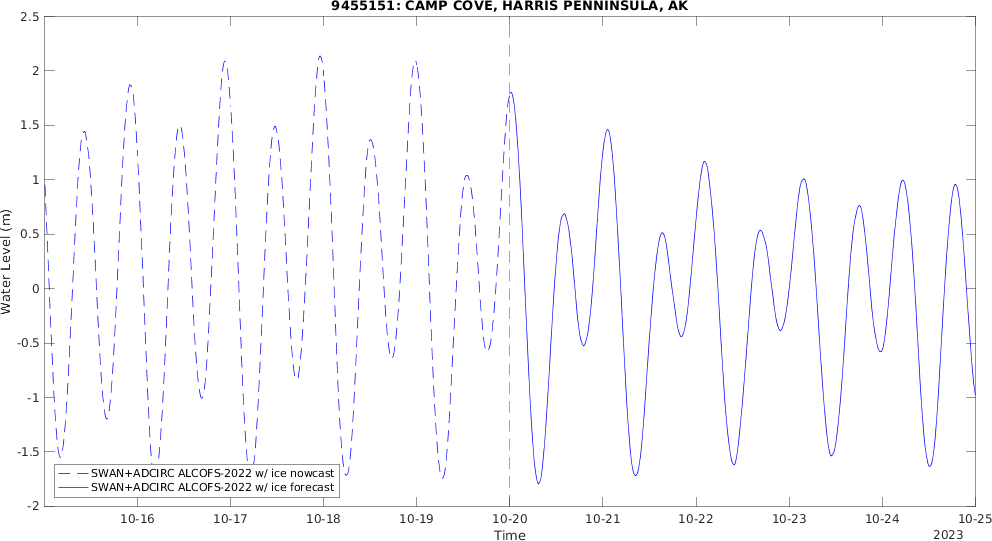 9455151: CAMP COVE, HARRIS PENNINSULA, AK
2.5
2
1.5
1
0.5
0
-0.5
-1
-1.5
-2
Water Level (m)
SWAN+ADCIRC ALCOFS-2022 w/ ice nowcast
SWAN+ADCIRC ALCOFS-2022 w/ ice forecast
10-16 10-17 10-18 10-19 10-20 10-21 10-22 10-23 10-24 10-25
Time
2023